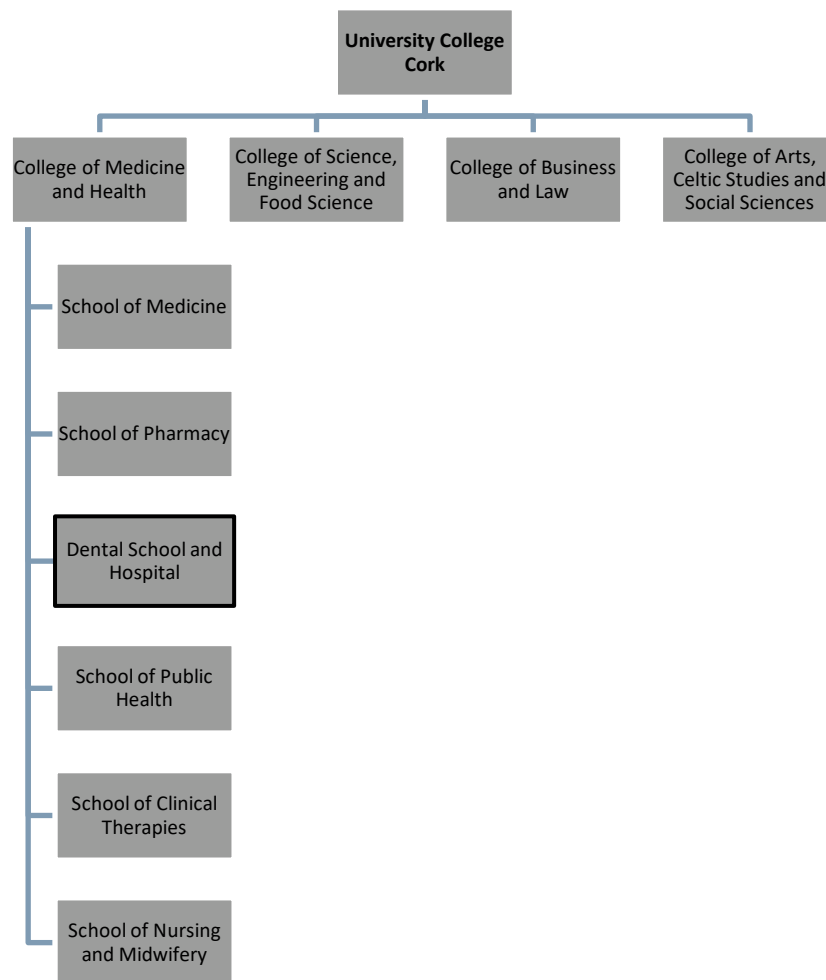 University College
Cork
College of Medicine
and Health
College of Science,
Engineering and
Food Science
College of Business
and Law
College of Arts,
Celtic Studies and
Social Sciences
School of Medicine
School of Pharmacy
Dental School and
Hospital
School of Public
Health
School of Clinical
Therapies
School of Nursing
and Midwifery